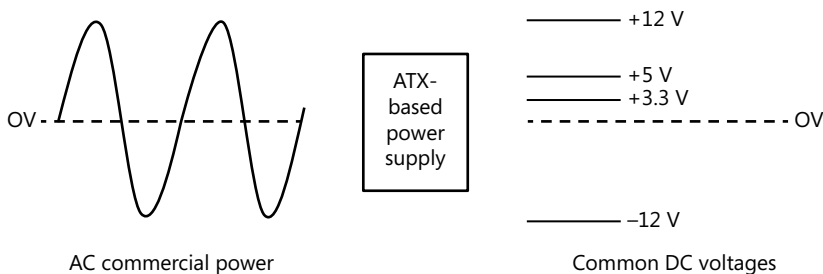 OV
AC commercial power
ATX-
based
power
supply
+12 V
+5 V
+3.3 V
OV
–12 V
Common DC voltages